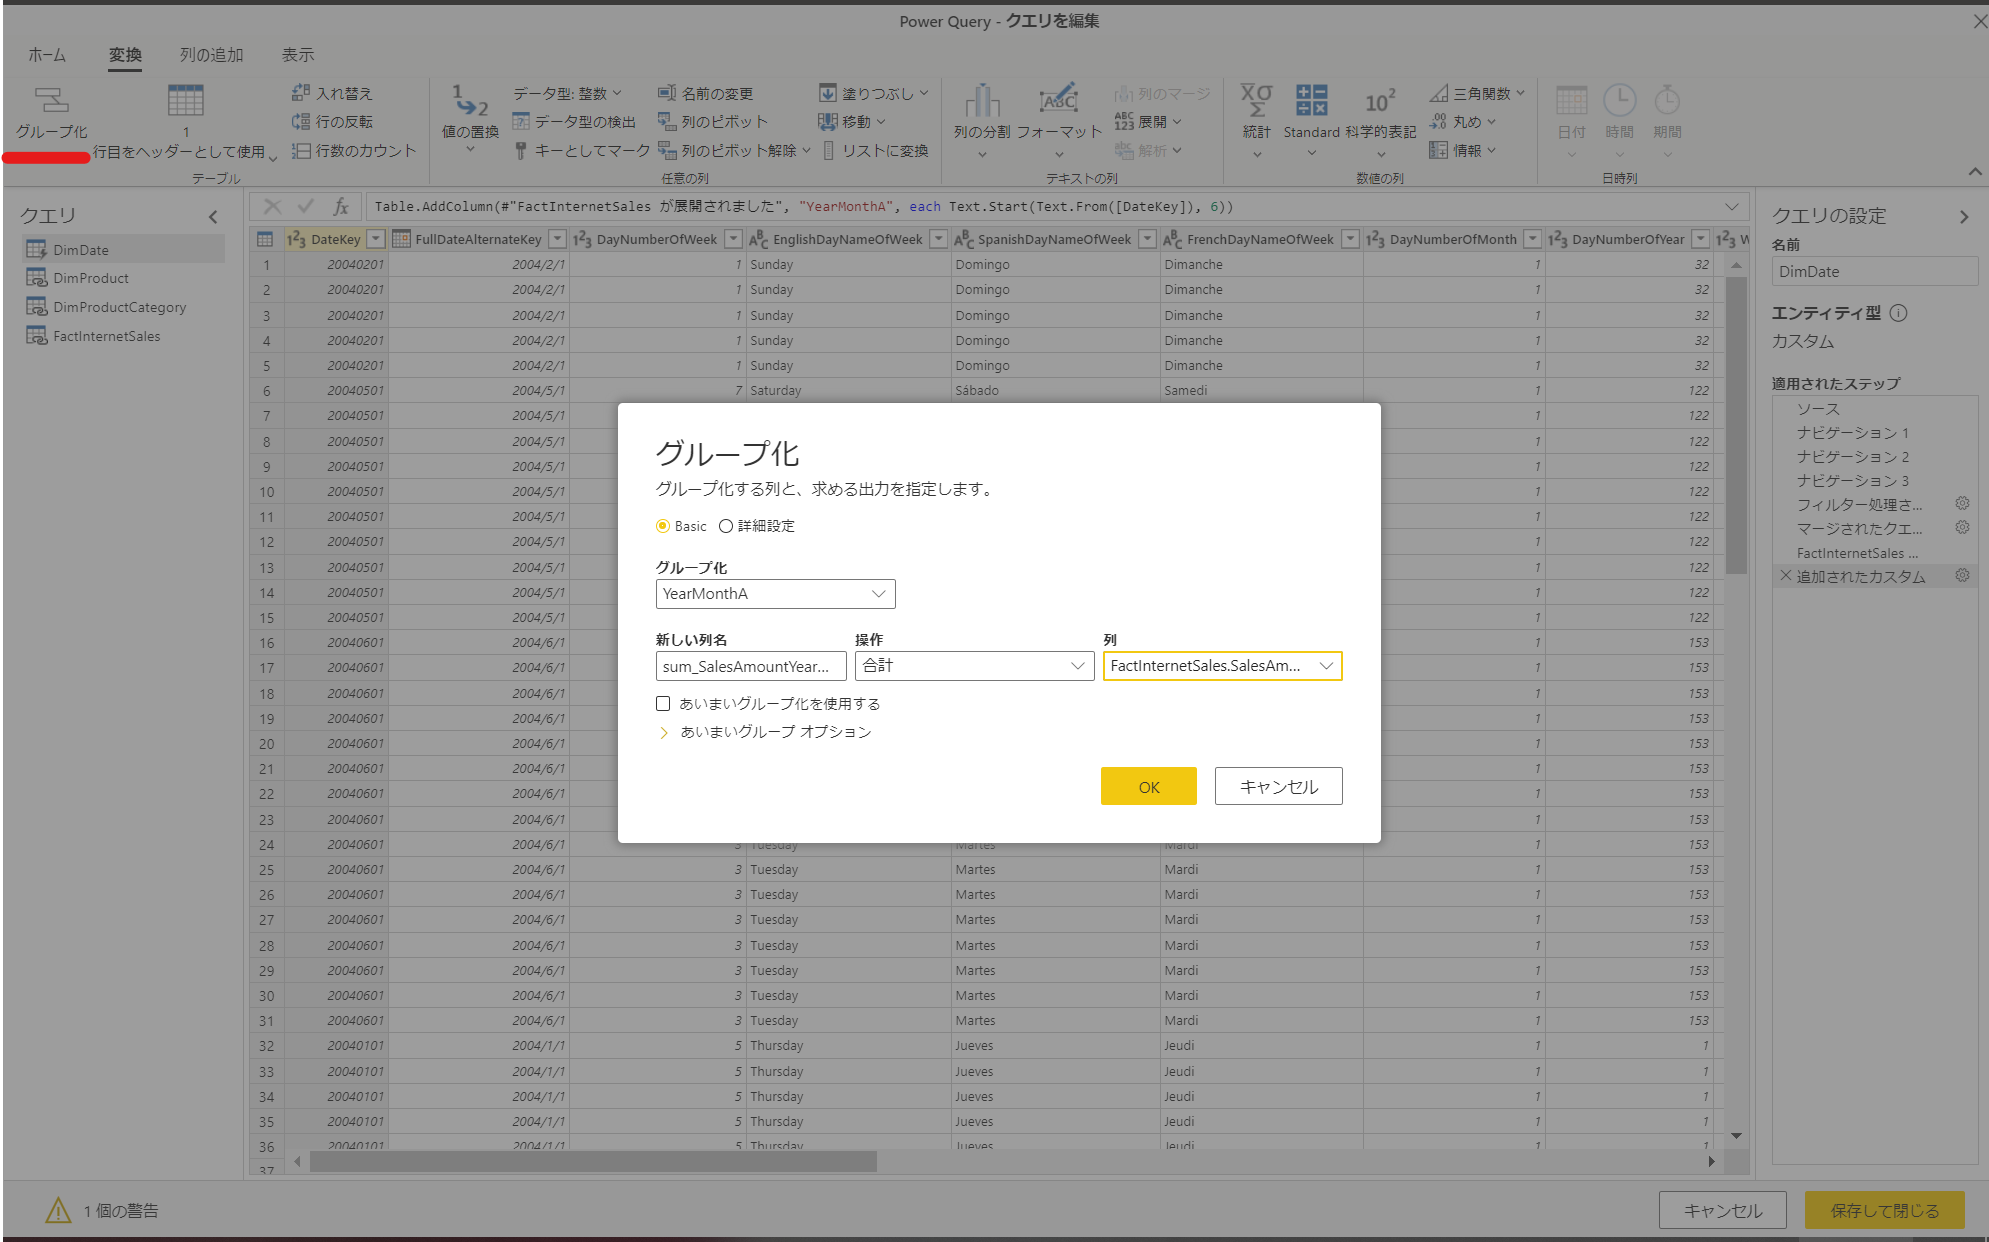 Power Query - クエリを編集
ホーム 変換 列の追加 表示
グループ化
1
行目をヘッダーとして使用
入れ替え
行の反転
行数のカウント
テーブル
1 2
値の置換
データ型: 整数
データ型の検出
キーとしてマーク
名前の変更
列のピボット
列のピボット解除
塗りつぶし
移動
リストに変換
任意の列
列の分割
ABC
フォーマット
列のマージ
ABC 123 展開
abc 解析
テキストの列
Χσ Σ
統計
Standard
10²
科学的表記
三角関数
.00 丸め
情報
数値の列
日付
時間
期間
日時列
クエリ
DimDate
DimProduct
DimProductCategory
FactInternetSales
fx
Table.AddColumn(#"FactInternetSales が展開されました", "YearMonthA", each Text.Start(Text.From([DateKey]), 6))
1²3 DateKey FullDateAlternateKey 1²3 DayNumberOfWeek ABC EnglishDayNameOfWeek ABC SpanishDayNameOfWeek ABC FrenchDayNameOfWeek 1²3 DayNumberOfMonth 1²3 DayNumberOfYear 1²3 W
1 20040201 2004/2/1 1 Sunday Domingo Dimanche 1 32
2 20040201 2004/2/1 1 Sunday Domingo Dimanche 1 32
3 20040201 2004/2/1 1 Sunday Domingo Dimanche 1 32
4 20040201 2004/2/1 1 Sunday Domingo Dimanche 1 32
5 20040201 2004/2/1 1 Sunday Domingo Dimanche 1 32
6 20040501 2004/5/1 7 Saturday Sábado Samedi 1 122
7 20040501 2004/5/1 1 122
8 20040501 2004/5/1 1 122
9 20040501 2004/5/1 1 122
10 20040501 2004/5/1 1 122
11 20040501 2004/5/1 1 122
12 20040501 2004/5/1 1 122
13 20040501 2004/5/1 1 122
14 20040501 2004/5/1 1 122
15 20040501 2004/5/1 1 122
16 20040601 2004/6/1 1 153
17 20040601 2004/6/1 1 153
18 20040601 2004/6/1 1 153
19 20040601 2004/6/1 1 153
20 20040601 2004/6/1 1 153
21 20040601 2004/6/1 1 153
22 20040601 2004/6/1 1 153
23 20040601 2004/6/1 1 153
24 20040601 2004/6/1 3 Tuesday Martes Mardi 1 153
25 20040601 2004/6/1 3 Tuesday Martes Mardi 1 153
26 20040601 2004/6/1 3 Tuesday Martes Mardi 1 153
27 20040601 2004/6/1 3 Tuesday Martes Mardi 1 153
28 20040601 2004/6/1 3 Tuesday Martes Mardi 1 153
29 20040601 2004/6/1 3 Tuesday Martes Mardi 1 153
30 20040601 2004/6/1 3 Tuesday Martes Mardi 1 153
31 20040601 2004/6/1 3 Tuesday Martes Mardi 1 153
32 20040101 2004/1/1 5 Thursday Jueves Jeudi 1 1
33 20040101 2004/1/1 5 Thursday Jueves Jeudi 1 1
34 20040101 2004/1/1 5 Thursday Jueves Jeudi 1 1
35 20040101 2004/1/1 5 Thursday Jueves Jeudi 1 1
36 20040101 2004/1/1 5 Thursday Jueves Jeudi 1 1
37
グループ化
グループ化する列と、求める出力を指定します。
Basic 詳細設定
グループ化
YearMonthA
新しい列名 操作 列
sum_SalesAmountYear... 合計 FactInternetSales.SalesAm...
あいまいグループ化を使用する
あいまいグループ オプション
OK キャンセル
クエリの設定
名前
DimDate
エンティティ型
カスタム
適用されたステップ
ソース
ナビゲーション 1
ナビゲーション 2
ナビゲーション 3
フィルター処理さ...
マージされたクエ...
FactInternetSales ...
追加されたカスタム
1 個の警告
キャンセル 保存して閉じる